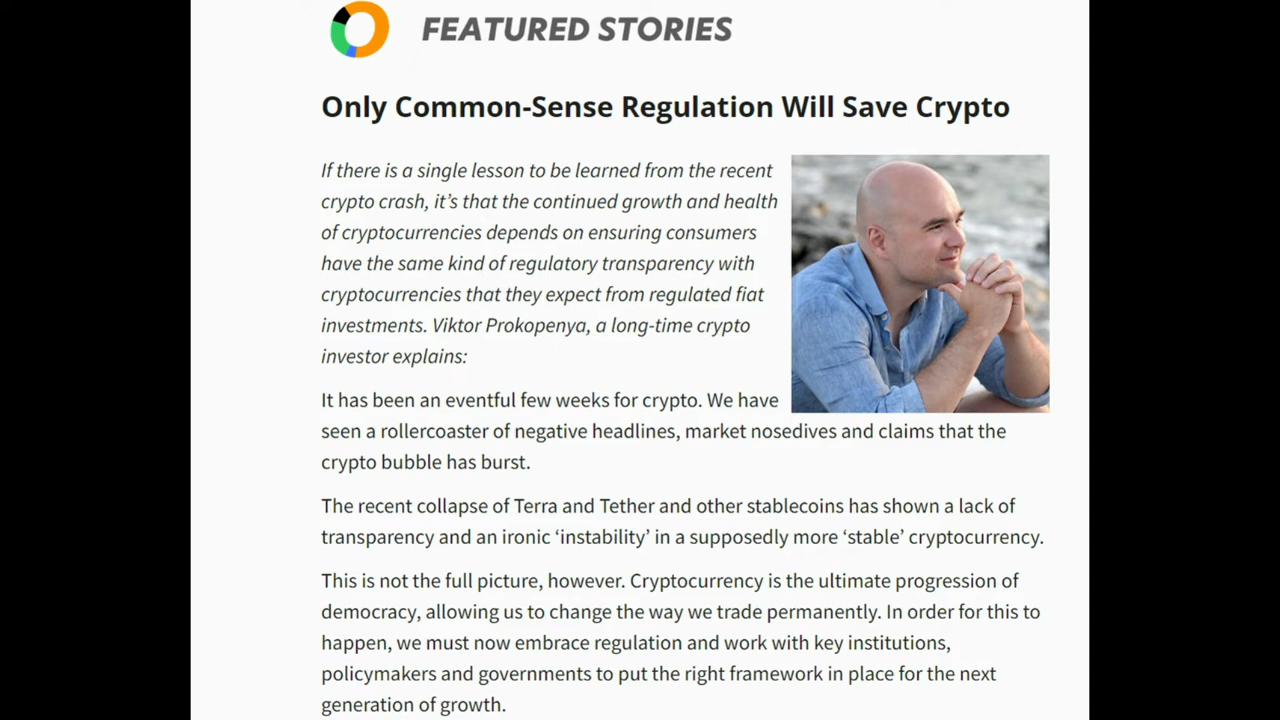 FEATURED STORIES
Only Common-Sense Regulation Will Save Crypto
If there is a single lesson to be learned from the recent
crypto crash, it’s that the continued growth and health
of cryptocurrencies depends on ensuring consumers
have the same kind of regulatory transparency with
cryptocurrencies that they expect from regulated fiat
investments. Viktor Prokopenya, a long-time crypto
investor explains:
It has been an eventful few weeks for crypto. We have
seen a rollercoaster of negative headlines, market nosedives and claims that the
crypto bubble has burst.
The recent collapse of Terra and Tether and other stablecoins has shown a lack of
transparency and an ironic ‘instability’ in a supposedly more ‘stable’ cryptocurrency.
This is not the full picture, however. Cryptocurrency is the ultimate progression of
democracy, allowing us to change the way we trade permanently. In order for this to
happen, we must now embrace regulation and work with key institutions,
policymakers and governments to put the right framework in place for the next
generation of growth.